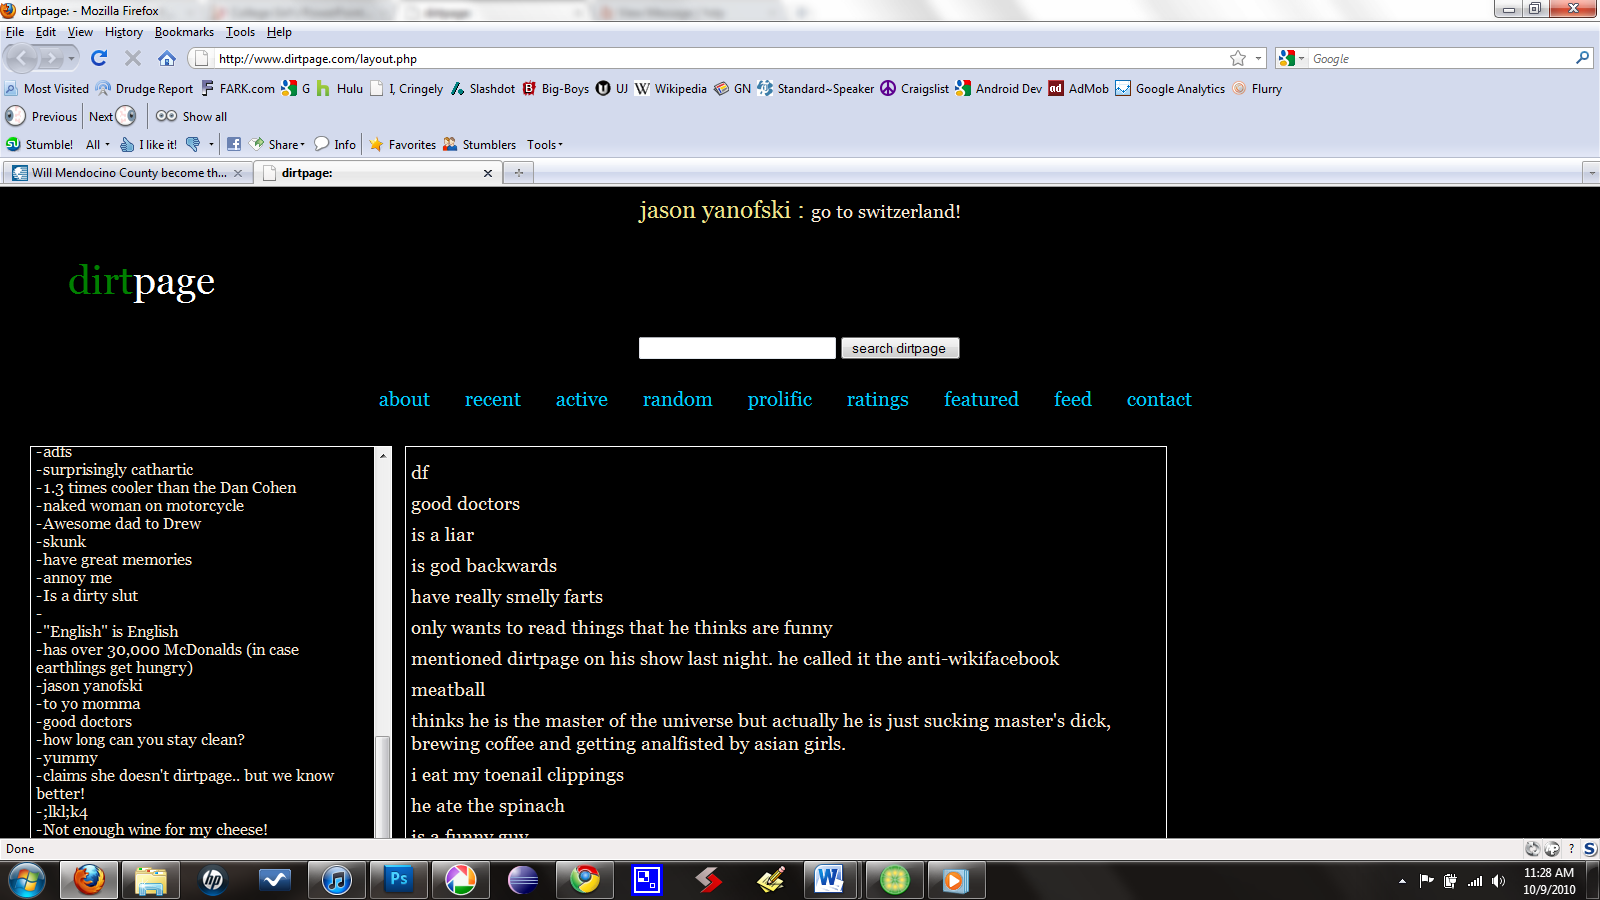 dirtpage: - Mozilla Firefox
File Edit View History Bookmarks Tools Help
http://www.dirtpage.com/layout.php
Google
Most Visited Drudge Report FARK.com G Hulu I, Cringely Slashdot Big-Boys UJ Wikipedia GN Standard~Speaker Craigslist Android Dev AdMob Google Analytics Flurry
Previous Next Show all
Stumble! All I like it! Share Info Favorites Stumblers Tools
Will Mendocino County become th... dirtpage:
jason yanofski : go to switzerland!
dirtpage
search dirtpage
about recent active random prolific ratings featured feed contact
-adfs
-surprisingly cathartic
-1.3 times cooler than the Dan Cohen
-naked woman on motorcycle
-Awesome dad to Drew
-skunk
-have great memories
-annoy me
-Is a dirty slut
-
-"English" is English
-has over 30,000 McDonalds (in case
earthlings get hungry)
-jason yanofski
-to yo momma
-good doctors
-how long can you stay clean?
-yummy
-claims she doesn't dirtpage.. but we know
better!
-;lkl;k4
-Not enough wine for my cheese!
df
good doctors
is a liar
is god backwards
have really smelly farts
only wants to read things that he thinks are funny
mentioned dirtpage on his show last night. he called it the anti-wikifacebook
meatball
thinks he is the master of the universe but actually he is just sucking master's dick,
brewing coffee and getting analfisted by asian girls.
i eat my toenail clippings
he ate the spinach
is a funny guy
Done
11:28 AM
10/9/2010